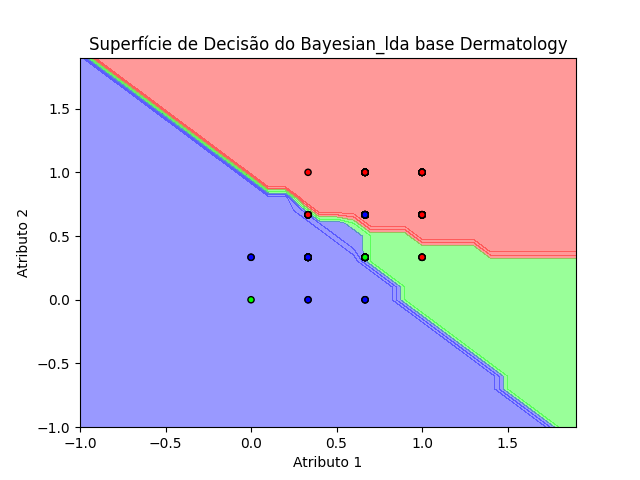 Superfície de Decisão do Bayesian_lda base Dermatology
1.5
1.0
0.5
0.0
−0.5
−1.0
Atributo 2
−1.0 −0.5 0.0 0.5 1.0 1.5
Atributo 1